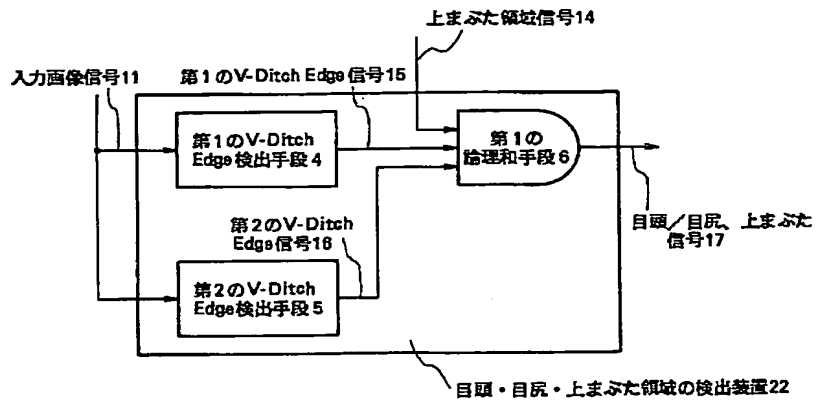 上まぶた領域信号14
入力画像信号11
第1のV-Ditch Edge信号15
第1のV-Ditch
Edge検出手段4
第1の
論理和手段6
目頭/目尻、上まぶた
信号17
第2のV-Ditch
Edge信号16
第2のV-Ditch
Edge検出手段5
目頭・目尻・上まぶた領域の検出装置22